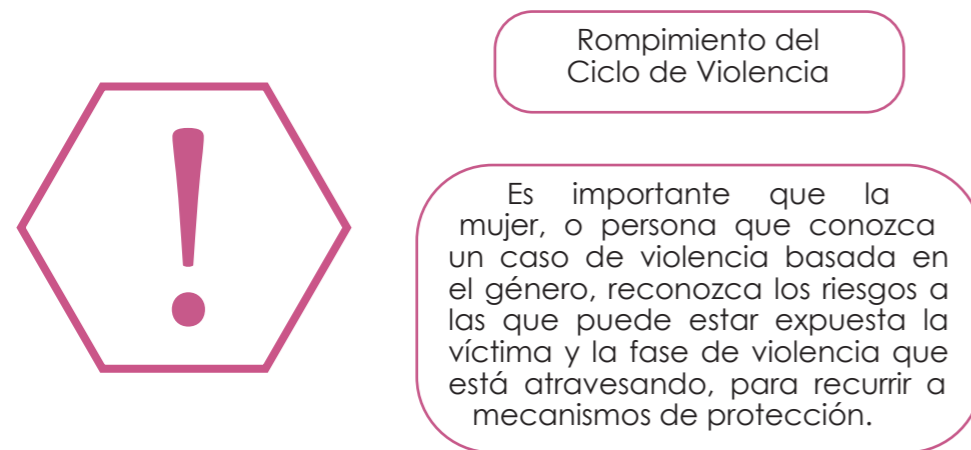 Rompimiento del
Ciclo de Violencia
!
Es importante que la
mujer, o persona que conozca
un caso de violencia basada en
el género, reconozca los riesgos a
las que puede estar expuesta la
víctima y la fase de violencia que
está atravesando, para recurrir a
mecanismos de protección.